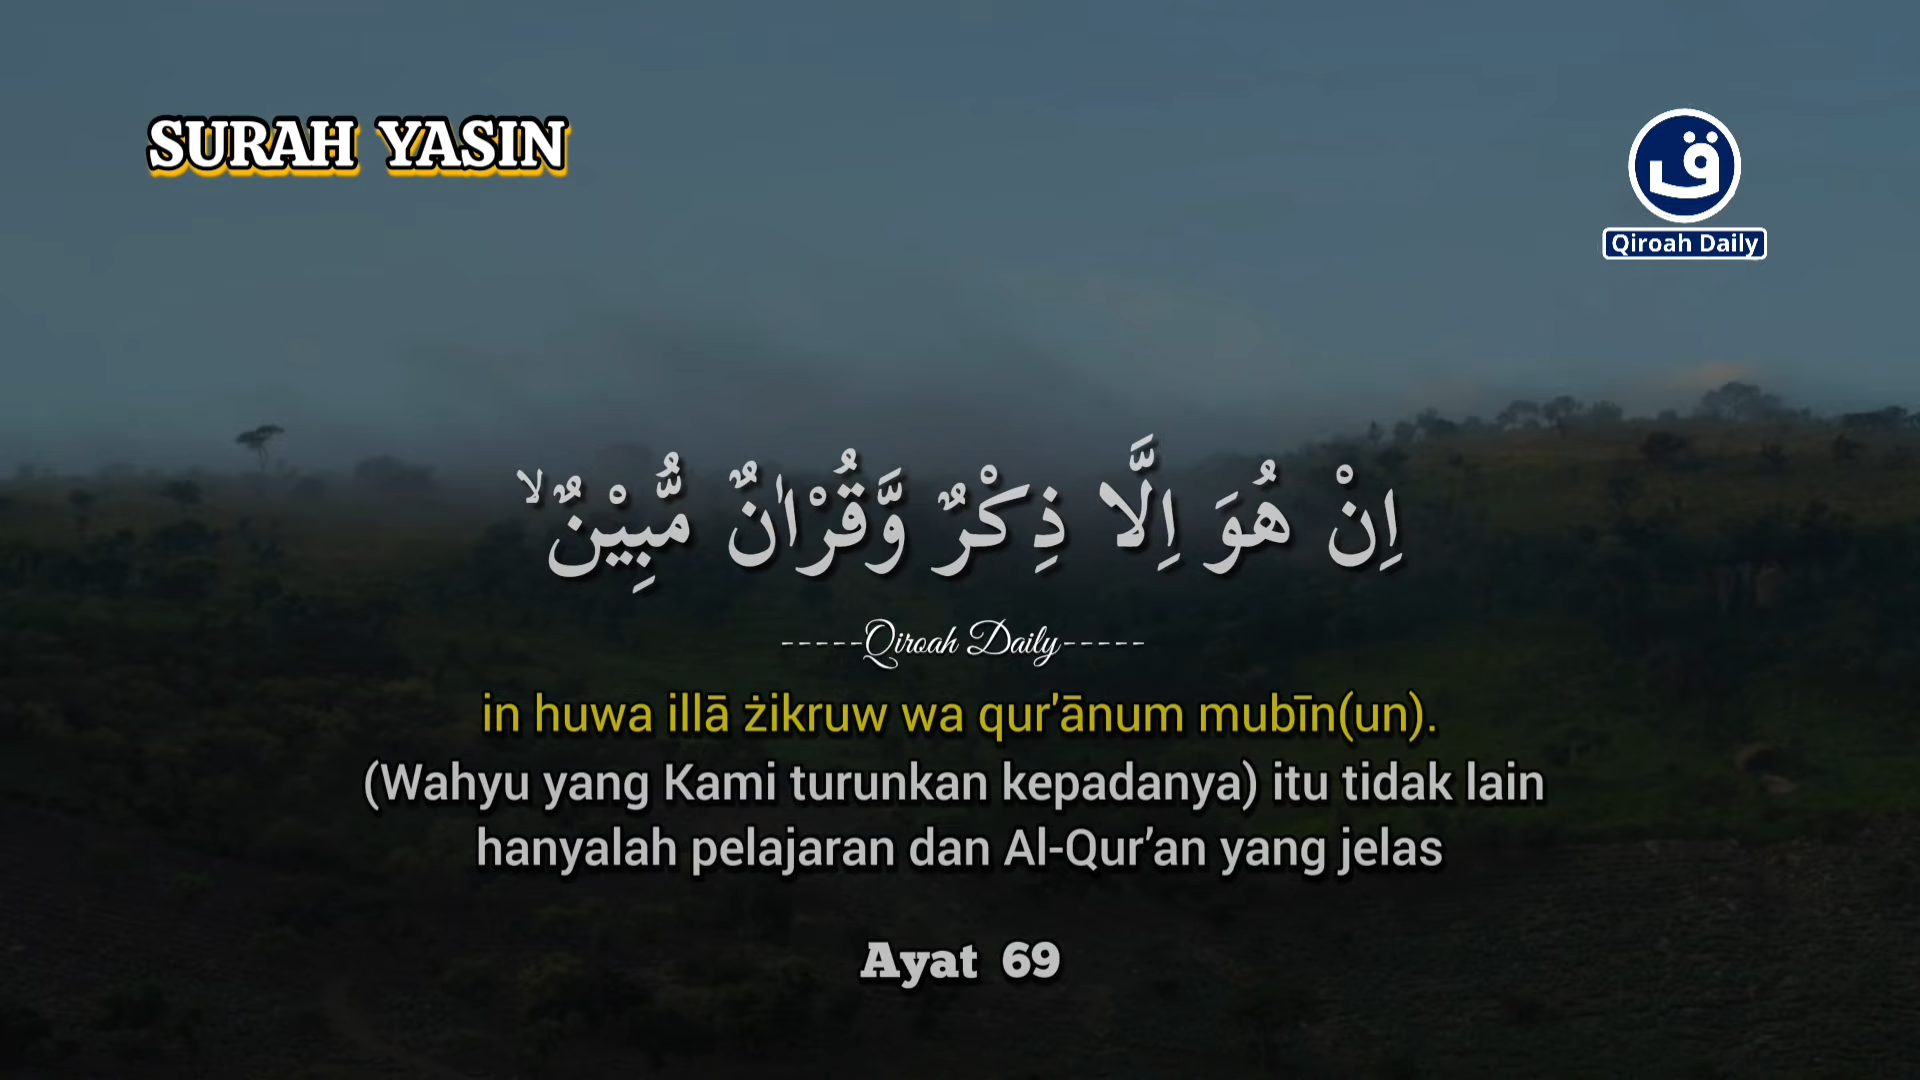 SURAH YASIN
ق
Qiroah Daily
اِنْ هُوَ اِلَّا ذِكْرٌ وَّقُرْاٰنٌ مُّبِيْنٌ ۙ
-----Qiroah Daily-----
in huwa illā żikruw wa qur'ānum mubīn(un).
(Wahyu yang Kami turunkan kepadanya) itu tidak lain
hanyalah pelajaran dan Al-Qur’an yang jelas
Ayat 69